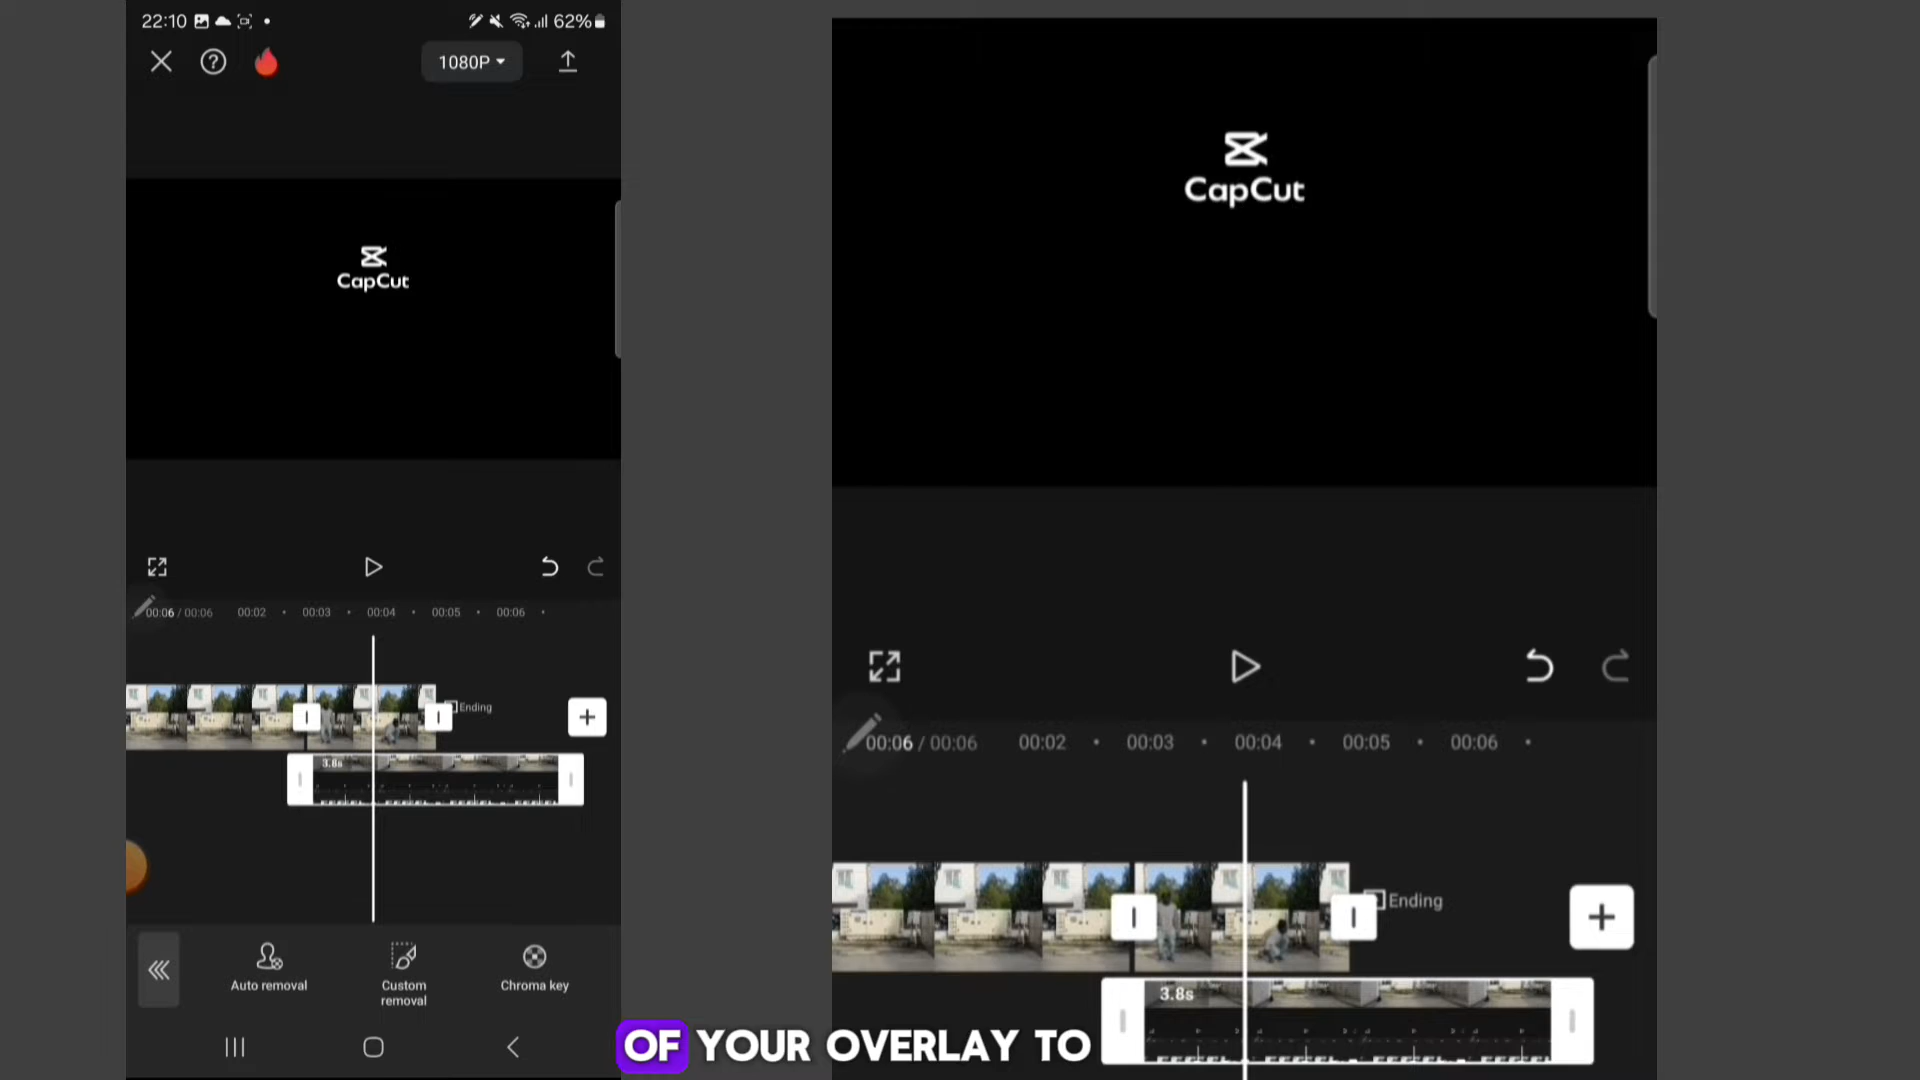 22:10
62%
1080P
CapCut
00:06 / 00:06 00:02 00:03 00:04 00:05 00:06
Ending
3.8s
Auto removal
Custom removal
Chroma key
CapCut
00:06 / 00:06 00:02 00:03 00:04 00:05 00:06
Ending
3.8s
OF YOUR OVERLAY TO